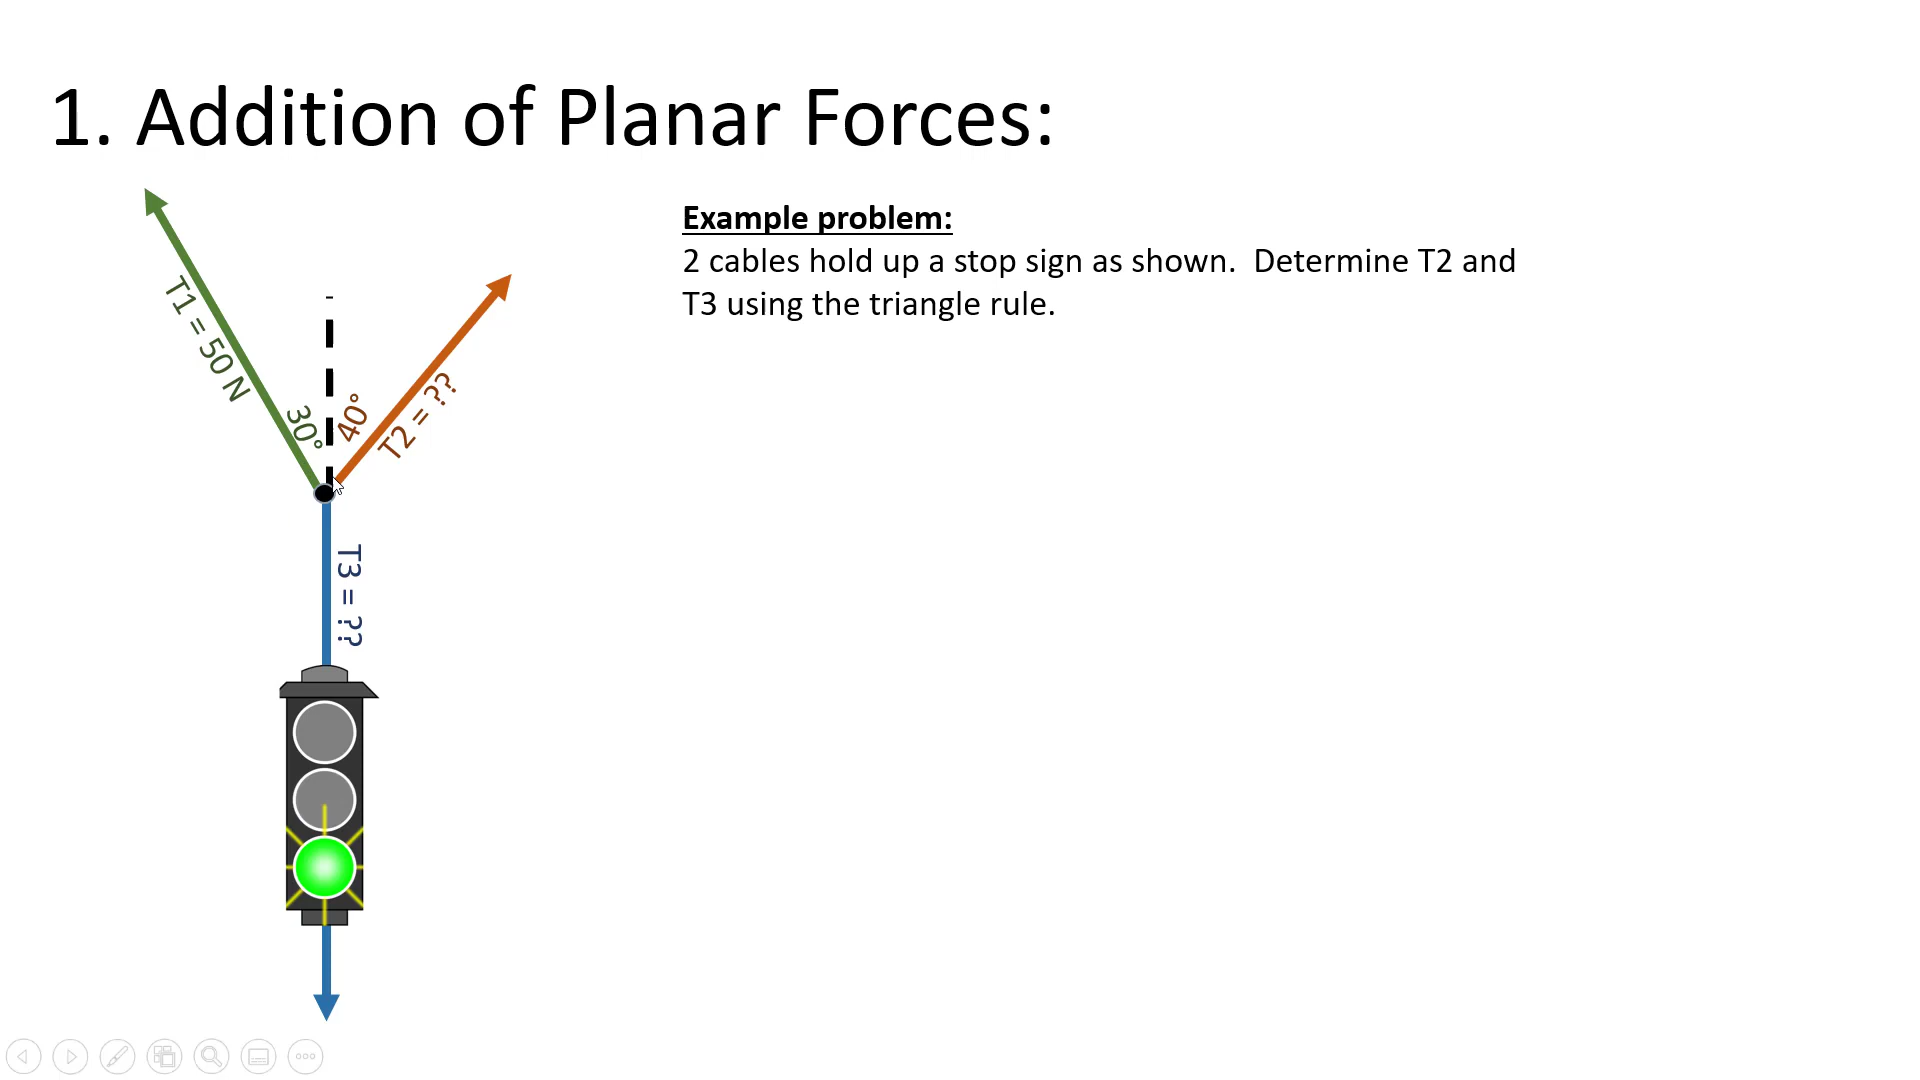 1. Addition of Planar Forces:
Example problem:
2 cables hold up a stop sign as shown. Determine T2 and
T3 using the triangle rule.
T1 = 50 N
30°
40°
T2 = ??
T3 = ??